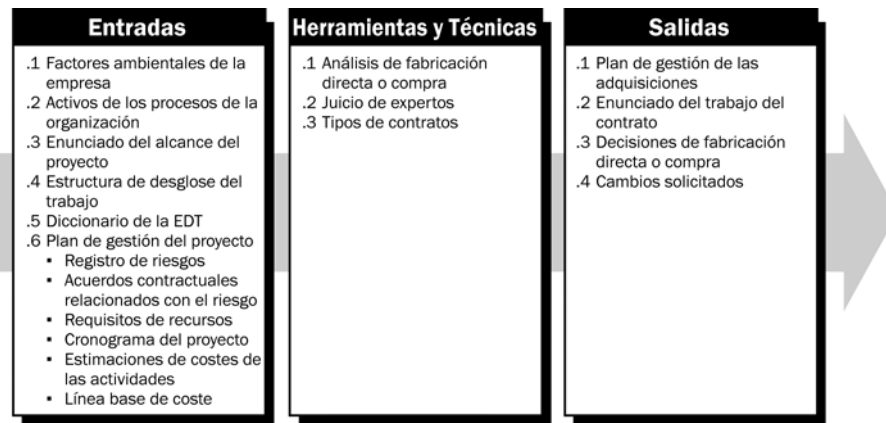 Entradas
.1 Factores ambientales de la
empresa
.2 Activos de los procesos de la
organización
.3 Enunciado del alcance del
proyecto
.4 Estructura de desglose del
trabajo
.5 Diccionario de la EDT
.6 Plan de gestión del proyecto
▪ Registro de riesgos
▪ Acuerdos contractuales
relacionados con el riesgo
▪ Requisitos de recursos
▪ Cronograma del proyecto
▪ Estimaciones de costes de
las actividades
▪ Línea base de coste
Herramientas y Técnicas
.1 Análisis de fabricación
directa o compra
.2 Juicio de expertos
.3 Tipos de contratos
Salidas
.1 Plan de gestión de las
adquisiciones
.2 Enunciado del trabajo del
contrato
.3 Decisiones de fabricación
directa o compra
.4 Cambios solicitados